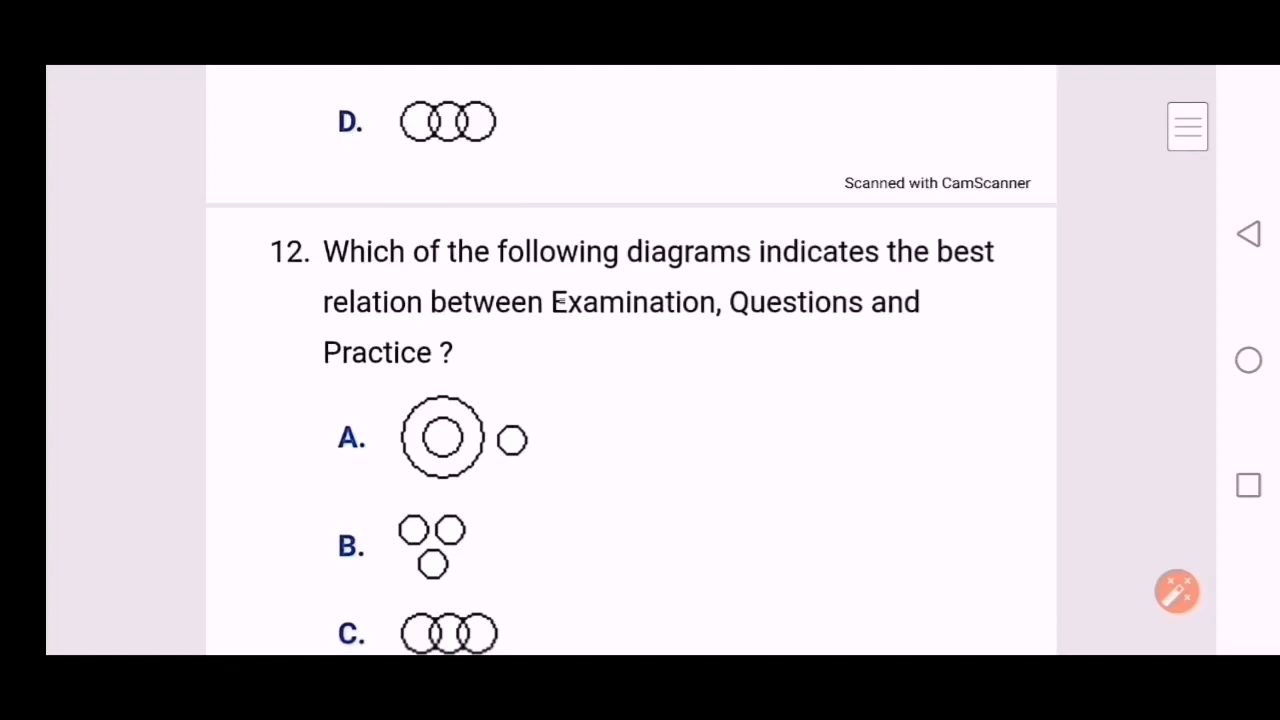 D.
Scanned with CamScanner
12. Which of the following diagrams indicates the best
relation between Examination, Questions and
Practice ?
A.
B.
C.